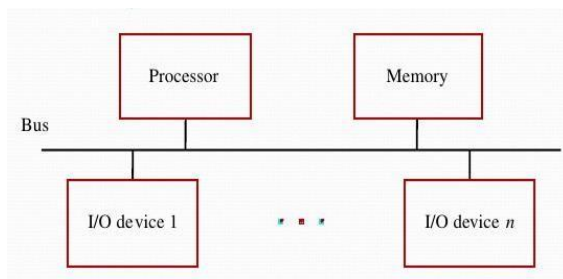 Processor
Memory
Bus
I/O device 1
I/O device n